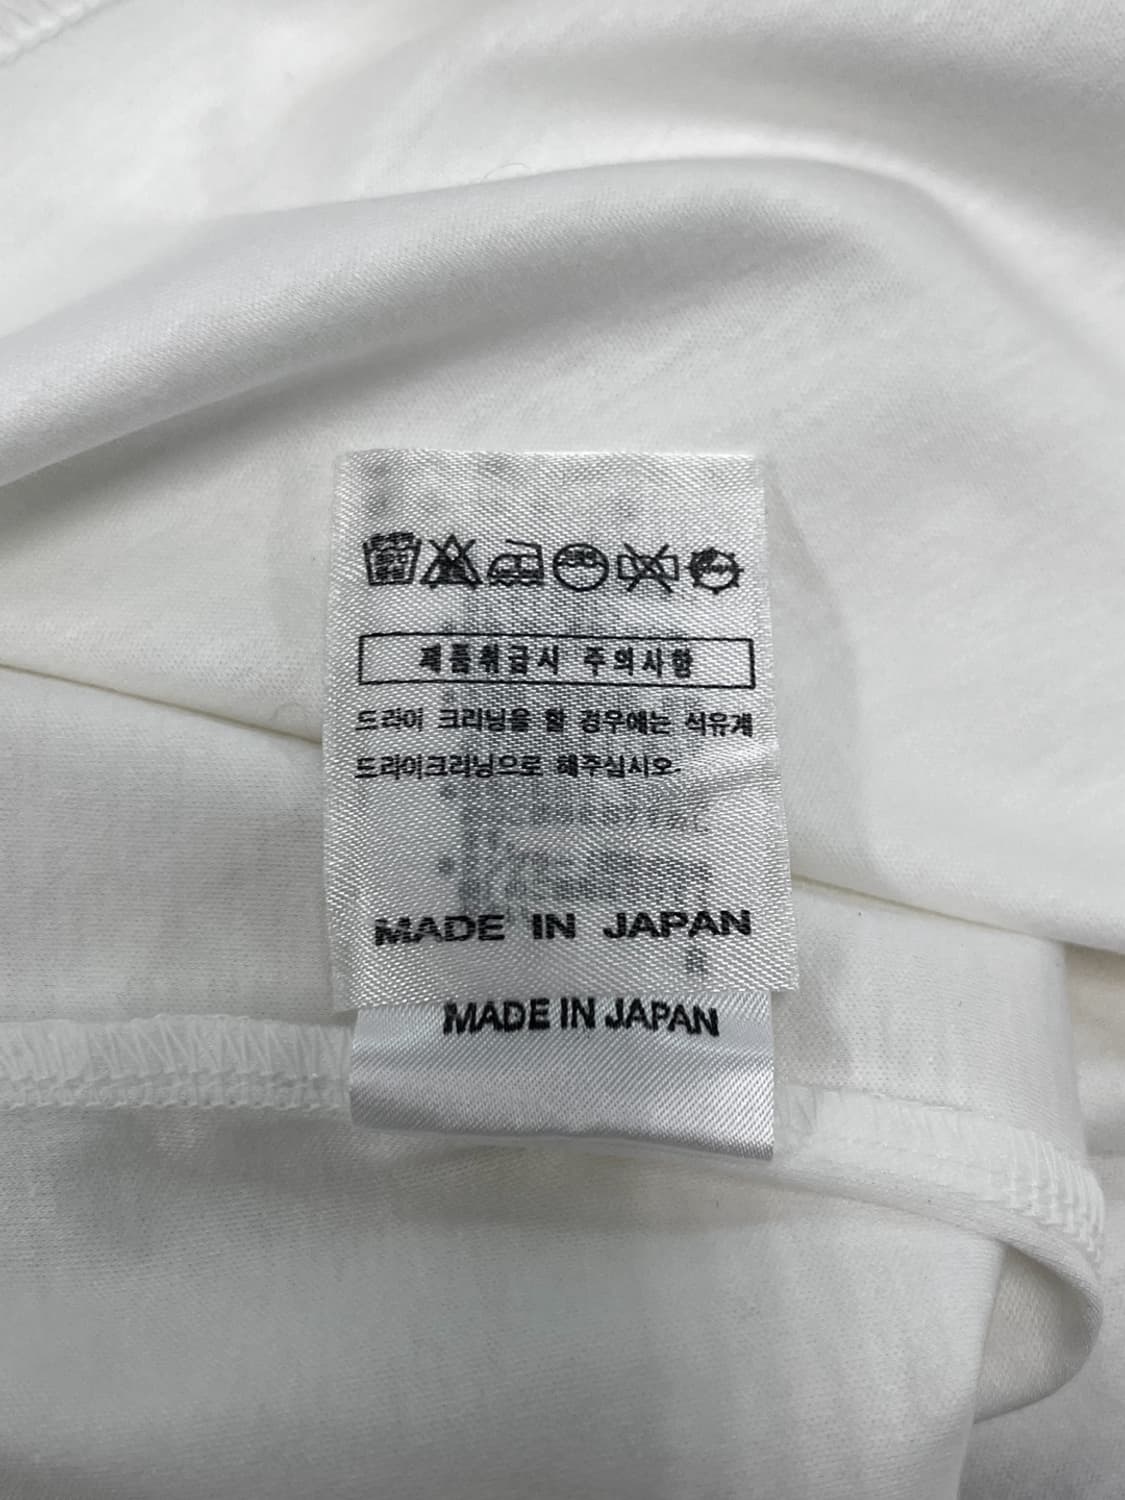 제품취급시 주의사항
드라이 크리닝을 할 경우에는 석유계
드라이크리닝으로 해주십시오.
MADE IN JAPAN
R
MADE IN JAPAN